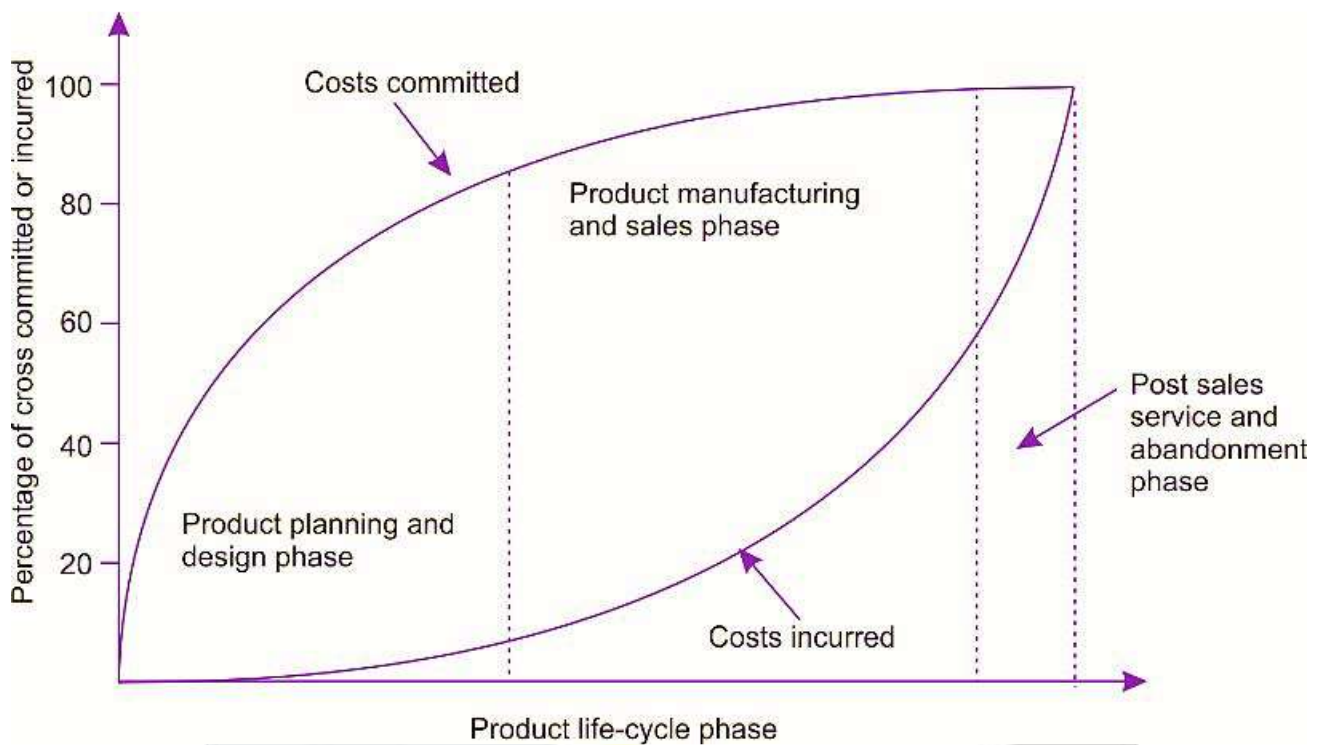 Percentage of cross committed or incurred
100
80
60
40
20
Costs committed
Product manufacturing
and sales phase
Product planning and
design phase
Post sales
service and
abandonment
phase
Costs incurred
Product life-cycle phase